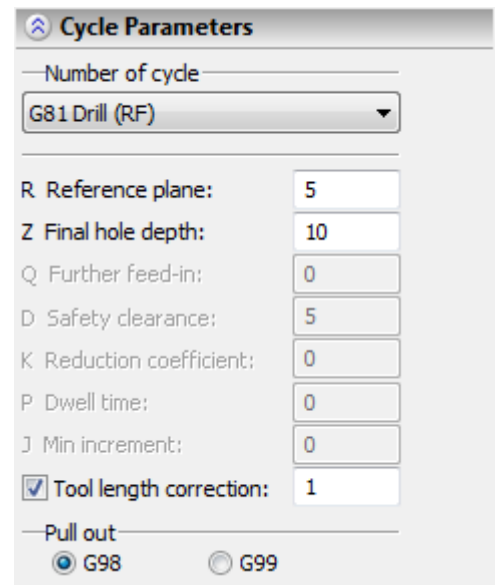 Cycle Parameters
Number of cycle
G81 Drill (RF)
R Reference plane: 5
Z Final hole depth: 10
Q Further feed-in: 0
D Safety clearance: 5
K Reduction coefficient: 0
P Dwell time: 0
J Min increment: 0
Tool length correction: 1
Pull out
G98 G99